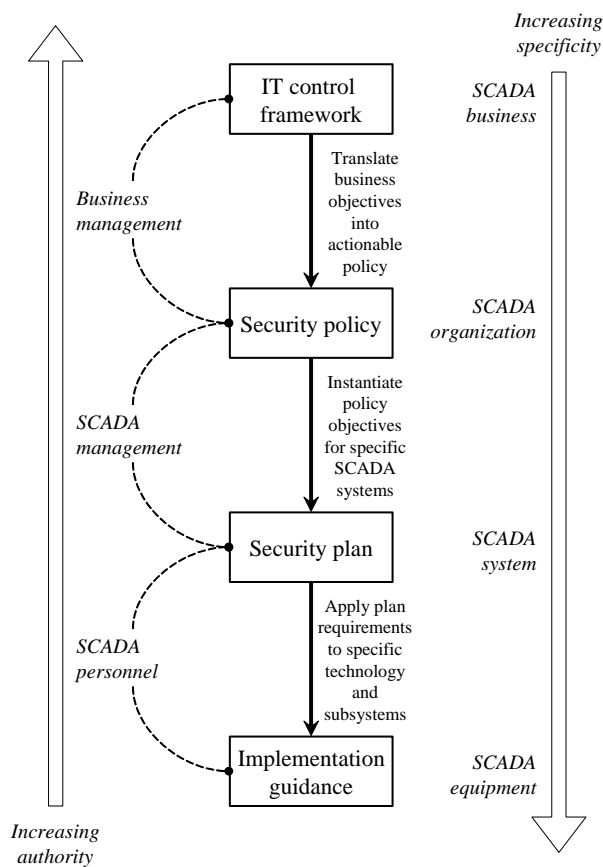 Increasing
specificity
IT control
framework
SCADA
business
Translate
business
objectives
into
actionable
policy
Business
management
Security policy
SCADA
organization
Instantiate
policy
objectives
for specific
SCADA
systems
SCADA
management
Security plan
SCADA
system
Apply plan
requirements
to specific
technology
and
subsystems
SCADA
personnel
Implementation
guidance
SCADA
equipment
Increasing
authority